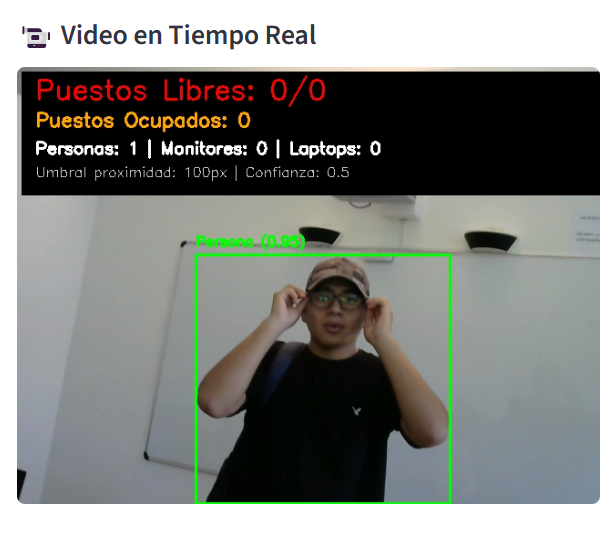 Video en Tiempo Real
Puestos Libres: 0/0
Puestos Ocupados: 0
Personas: 1 | Monitores: 0 | Laptops: 0
Umbral proximidad: 100px | Confianza: 0.5
Persona (0.95)